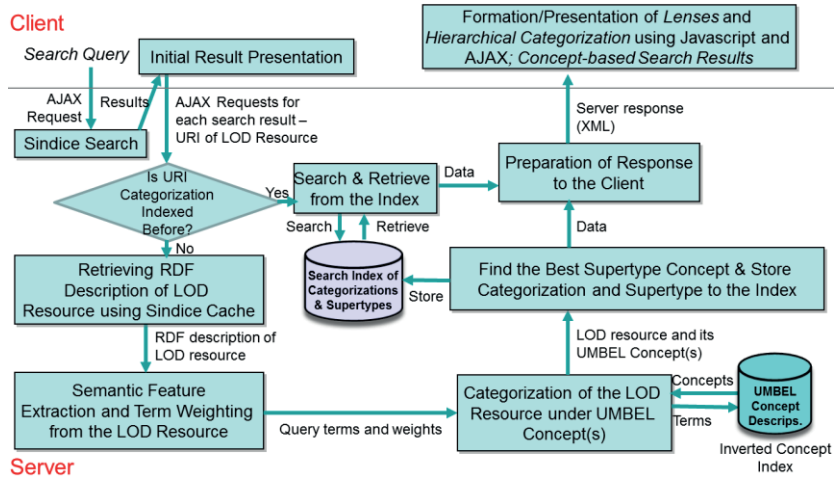 Client
Search Query
Initial Result Presentation
Formation/Presentation of Lenses and
Hierarchical Categorization using Javascript and
AJAX; Concept-based Search Results
AJAX
Request
Results
Sindice Search
AJAX Requests for
each search result –
URI of LOD Resource
Server response
(XML)
Is URI
Categorization
Indexed
Before?
Yes
No
Search & Retrieve
from the Index
Data
Preparation of Response
to the Client
Search
Retrieve
Data
Search Index of
Categorizations
& Supertypes
Store
Find the Best Supertype Concept & Store
Categorization and Supertype to the Index
Retrieving RDF
Description of LOD
Resource using Sindice Cache
RDF description of
LOD resource
LOD resource and its
UMBEL Concept(s)
Semantic Feature
Extraction and Term Weighting
from the LOD Resource
Query terms and weights
Categorization of the LOD
Resource under UMBEL
Concept(s)
Concepts
Terms
UMBEL
Concept
Descrips.
Inverted Concept
Index
Server